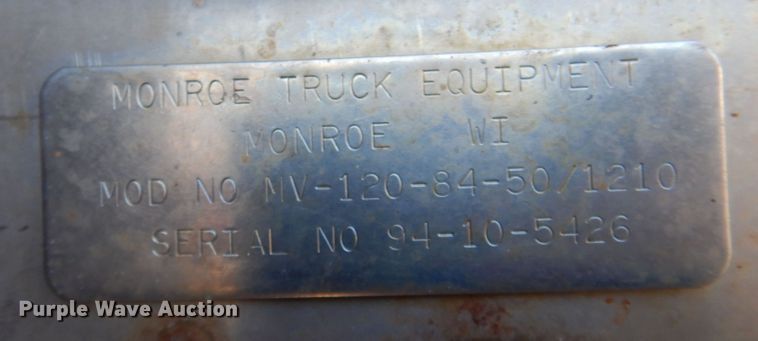 MONROE TRUCK EQUIPMENT
MONROE WI
MOD NO MV-120-84-50/1210
SERIAL NO 94-10-5426
Purple Wave Auction